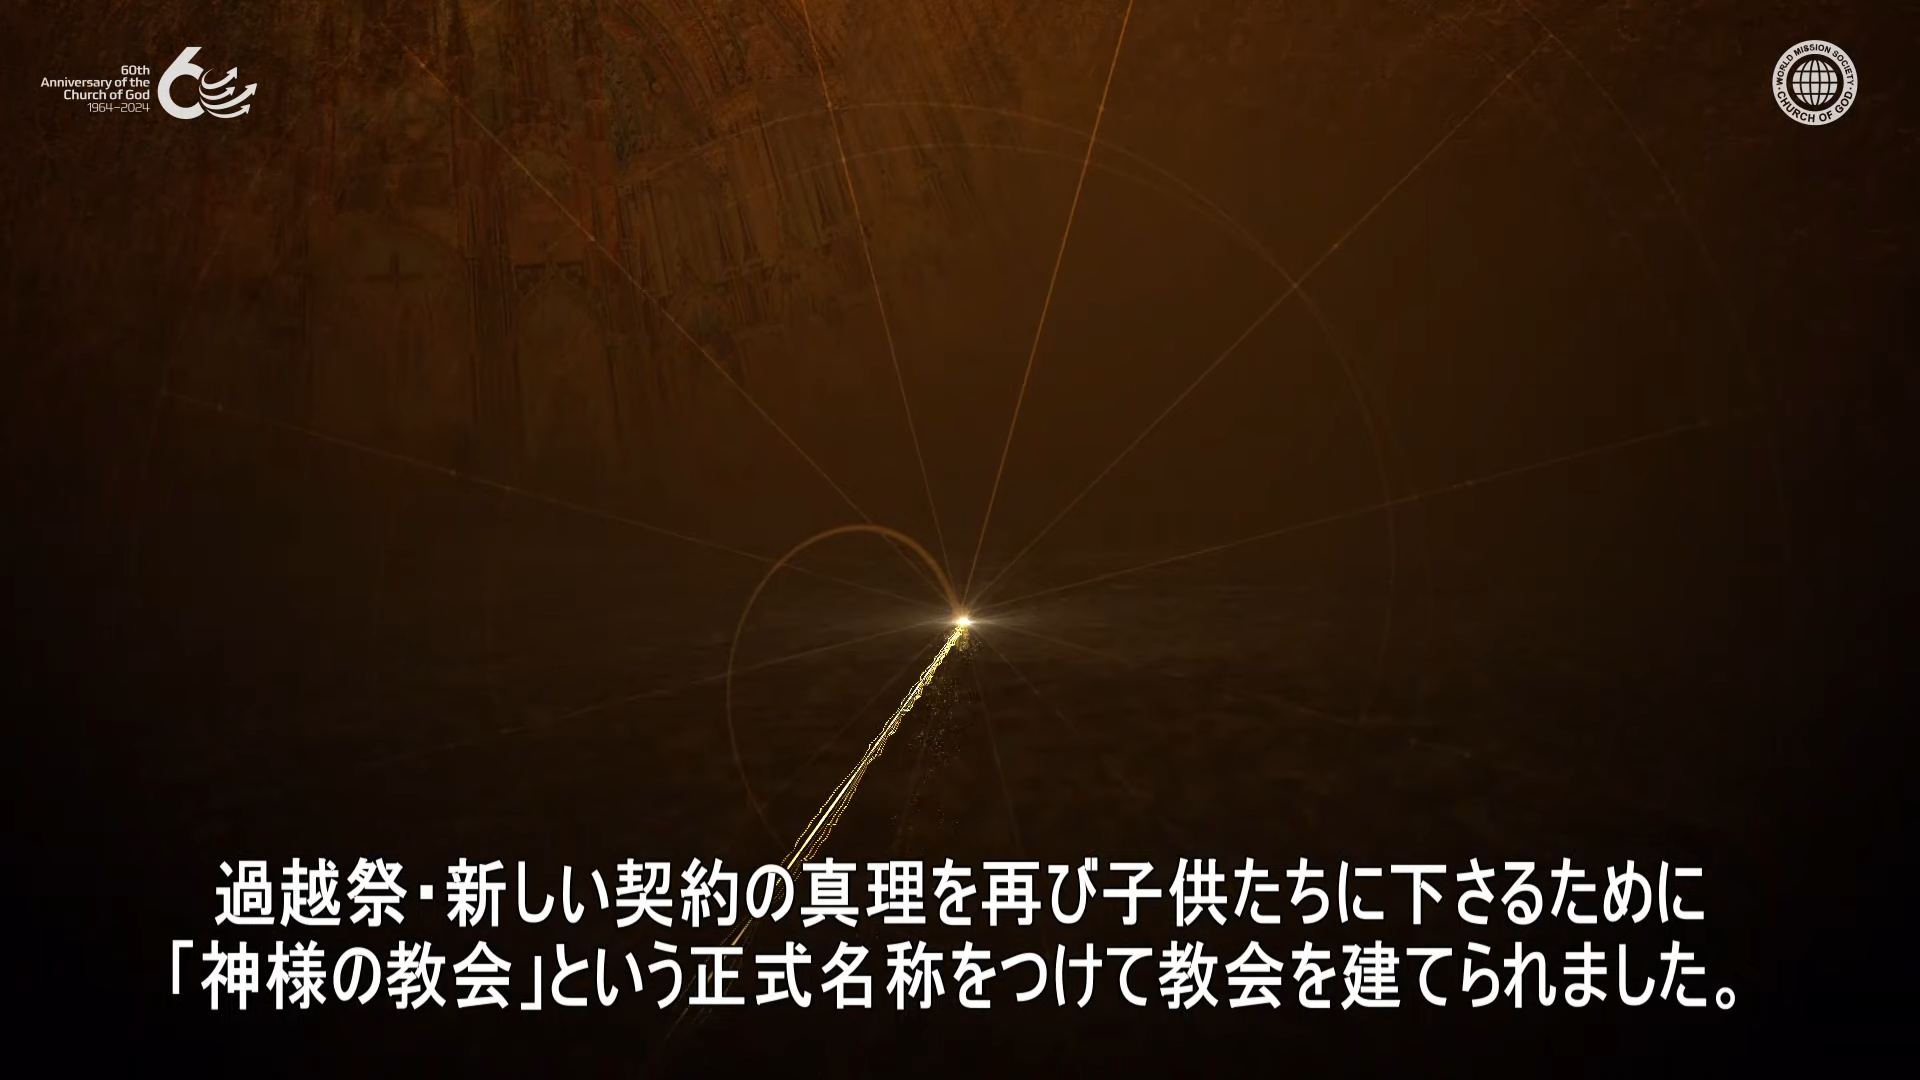 60th
Anniversary of the
Church of God
1964–2024
WORLD MISSION SOCIETY
CHURCH OF GOD
過越祭・新しい契約の真理を再び子供たちに下さるために
「神様の教会」という正式名称をつけて教会を建てられました。